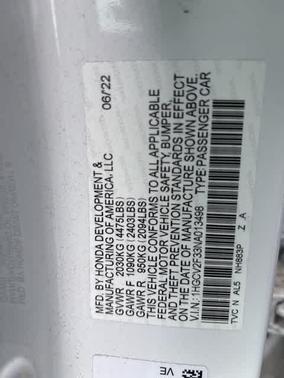 MFD. BY HONDA DEVELOPMENT & 06/22
MANUFACTURING OF AMERICA, LLC
GVWR 2030KG (4475LBS)
GAWR F 1090KG (2403LBS)
GAWR R 950KG (2094LBS)
THIS VEHICLE CONFORMS TO ALL APPLICABLE
FEDERAL MOTOR VEHICLE SAFETY, BUMPER,
AND THEFT PREVENTION STANDARDS IN EFFECT
ON THE DATE OF MANUFACTURE SHOWN ABOVE.
V.I.N.: 1HGCV2F33NA013498 TYPE: PASSENGER CAR
TVC N AL5 NH883P Z A
VE